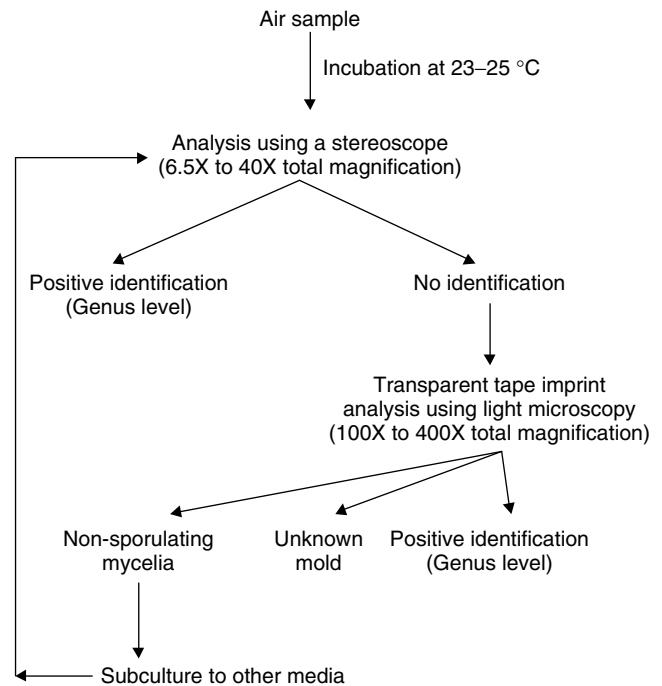 Air sample
Incubation at 23–25 °C
Analysis using a stereoscope
(6.5X to 40X total magnification)
Positive identification
(Genus level)
No identification
Transparent tape imprint
analysis using light microscopy
(100X to 400X total magnification)
Non-sporulating
mycelia
Unknown
mold
Positive identification
(Genus level)
Subculture to other media